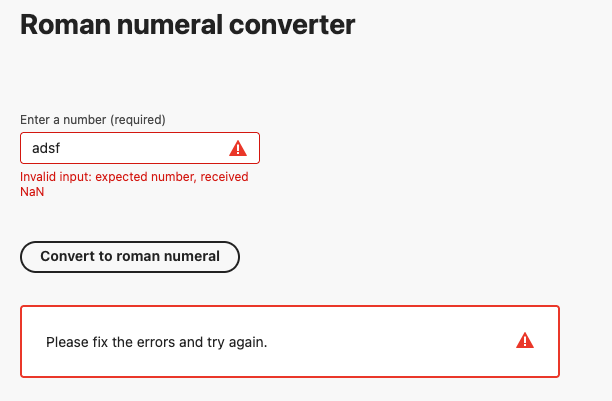 Roman numeral converter
Enter a number (required)
adsf
Invalid input: expected number, received
NaN
Convert to roman numeral
Please fix the errors and try again.